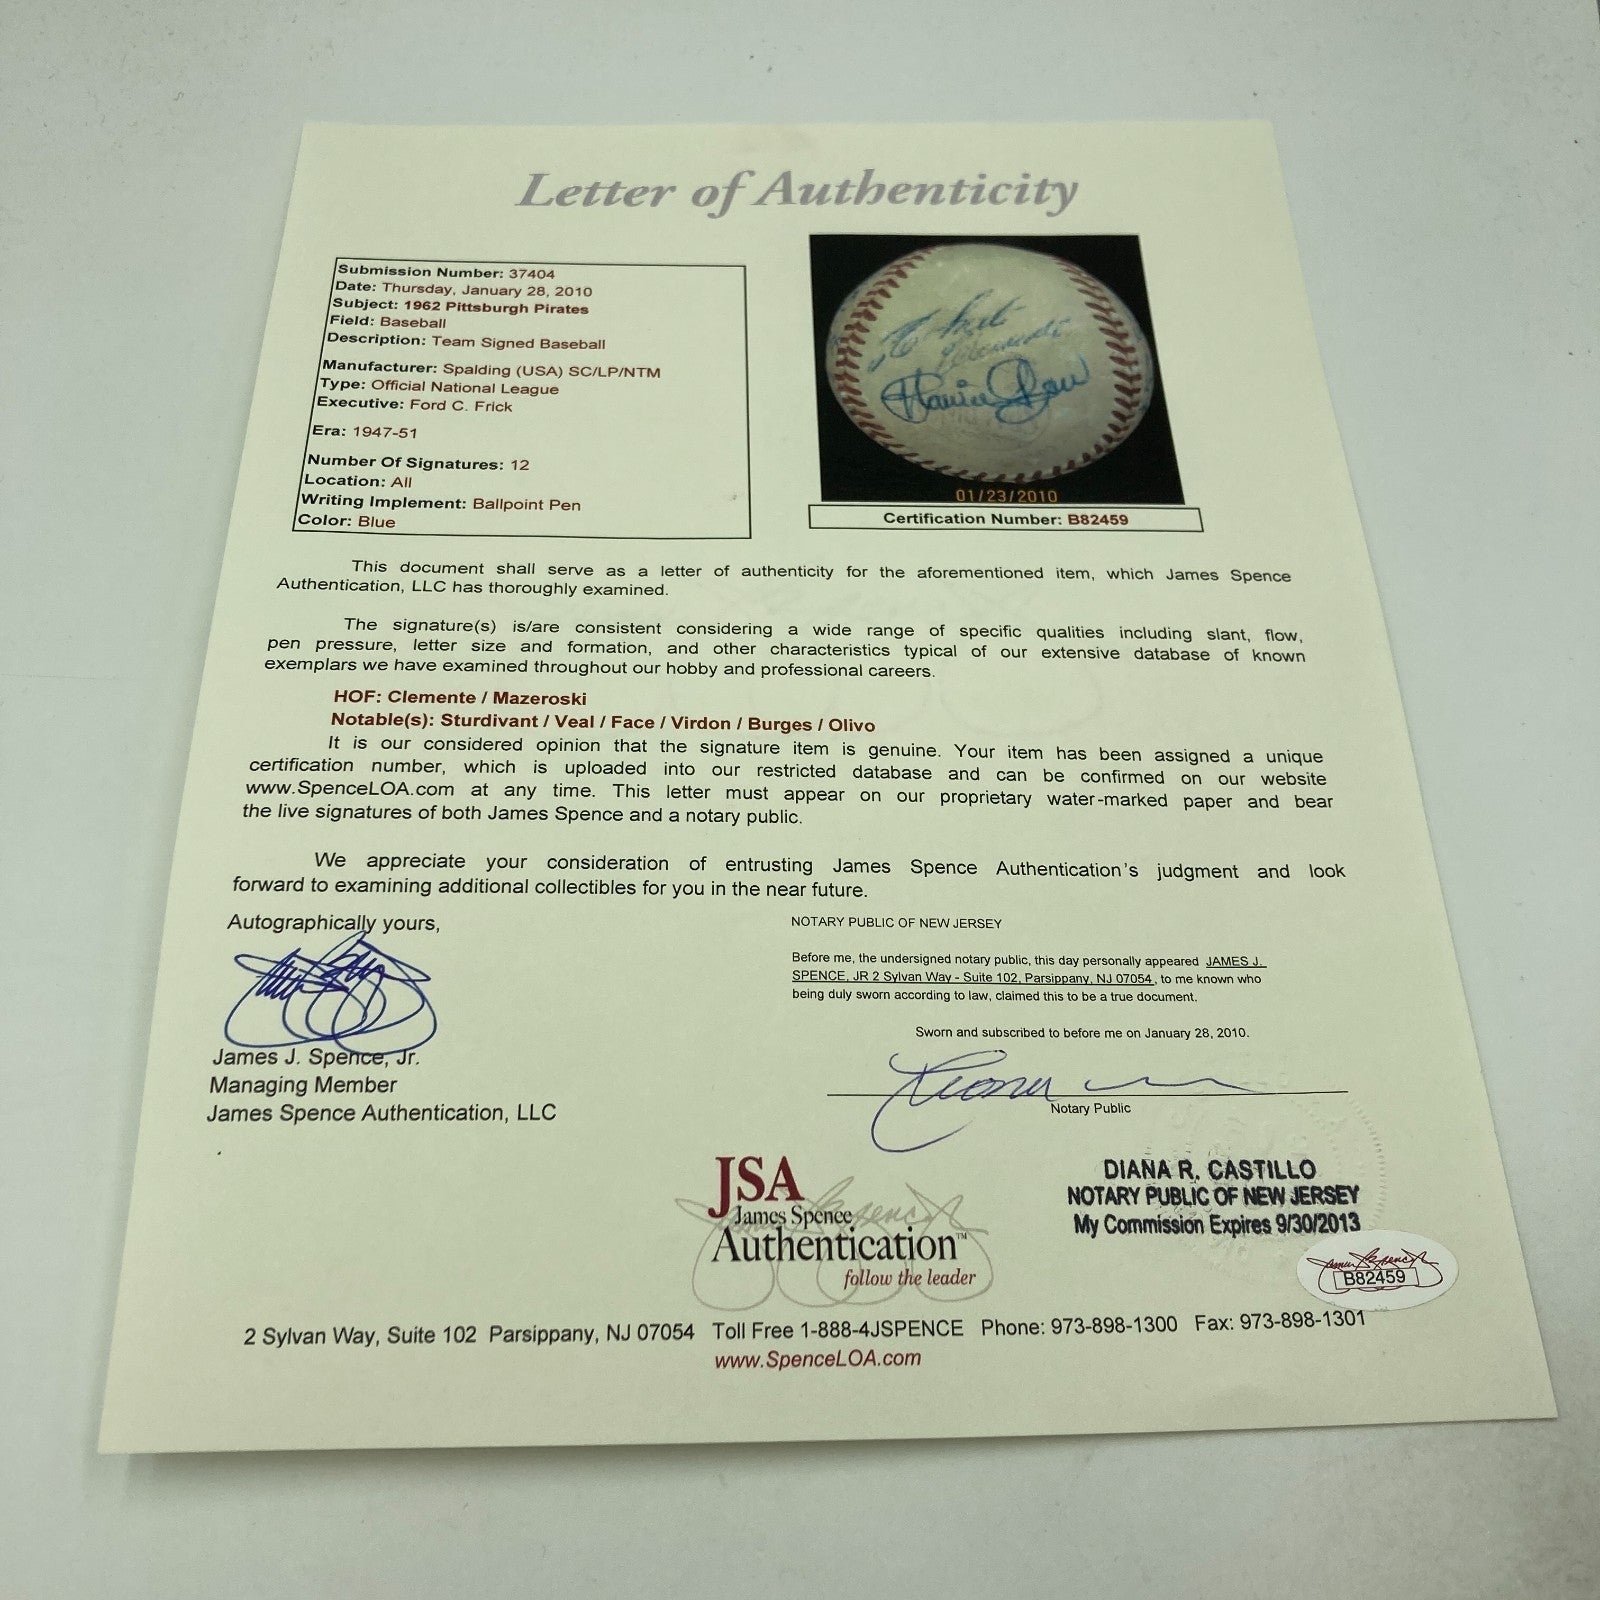 Letter of Authenticity
Submission Number: 37404
Date: Thursday, January 28, 2010
Subject: 1962 Pittsburgh Pirates
Field: Baseball
Description: Team Signed Baseball
Manufacturer: Spalding (USA) SC/LP/NTM
Type: Official National League
Executive: Ford C. Frick
Era: 1947-51
Number Of Signatures: 12
Location: All
Writing Implement: Ballpoint Pen
Color: Blue
Roberto
Clemente
01/23/2010
Certification Number: B82459
This document shall serve as a letter of authenticity for the aforementioned item, which James Spence
Authentication, LLC has thoroughly examined.
The signature(s) is/are consistent considering a wide range of specific qualities including slant, flow,
pen pressure, letter size and formation, and other characteristics typical of our extensive database of known
exemplars we have examined throughout our hobby and professional careers.
HOF: Clemente / Mazeroski
Notable(s): Sturdivant / Veal / Face / Virdon / Burges / Olivo
It is our considered opinion that the signature item is genuine. Your item has been assigned a unique
certification number, which is uploaded into our restricted database and can be confirmed on our website
www.SpenceLOA.com at any time. This letter must appear on our proprietary water-marked paper and bear
the live signatures of both James Spence and a notary public.
We appreciate your consideration of entrusting James Spence Authentication's judgment and look
forward to examining additional collectibles for you in the near future.
Autographically yours,
James J. Spence, Jr.
Managing Member
James Spence Authentication, LLC
NOTARY PUBLIC OF NEW JERSEY
Before me, the undersigned notary public, this day personally appeared JAMES J.
SPENCE, JR 2 Sylvan Way - Suite 102, Parsippany, NJ 07054, to me known who
being duly sworn according to law, claimed this to be a true document.
Sworn and subscribed to before me on January 28, 2010.
Notary Public
DIANA R. CASTILLO
NOTARY PUBLIC OF NEW JERSEY
My Commission Expires 9/30/2013
JSA
James Spence
Authentication™
follow the leader
B82459
2 Sylvan Way, Suite 102 Parsippany, NJ 07054 Toll Free 1-888-4JSPENCE Phone: 973-898-1300 Fax: 973-898-1301
www.SpenceLOA.com